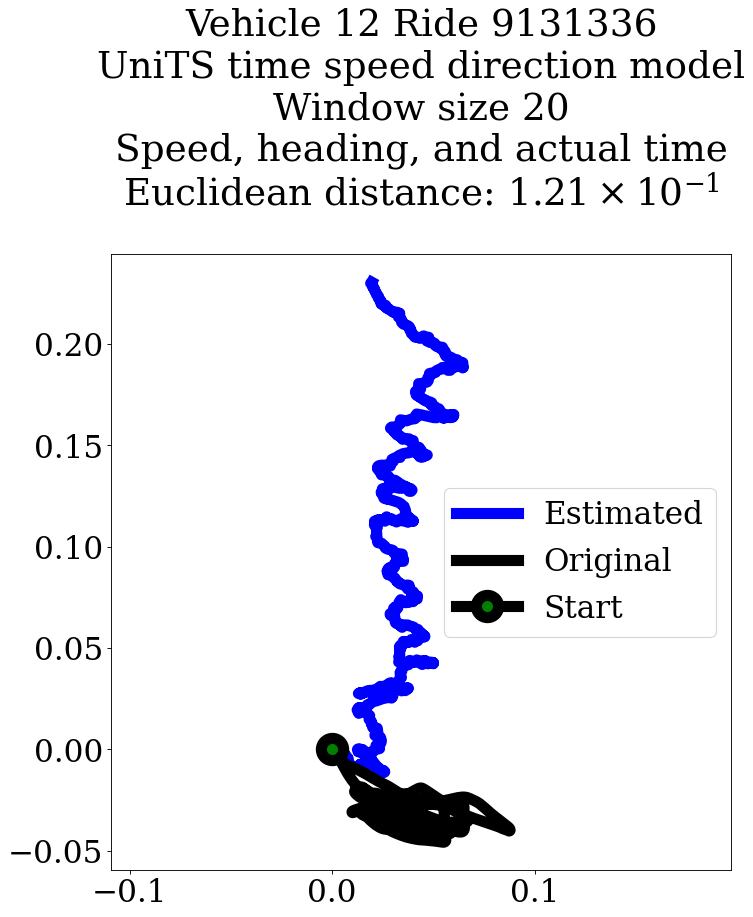 Vehicle 12 Ride 9131336
UniTS time speed direction model
Window size 20
Speed, heading, and actual time
Euclidean distance: 1.21 × 10⁻¹
0.20
0.15
0.10
0.05
0.00
−0.05
−0.1
0.0
0.1
Estimated
Original
Start